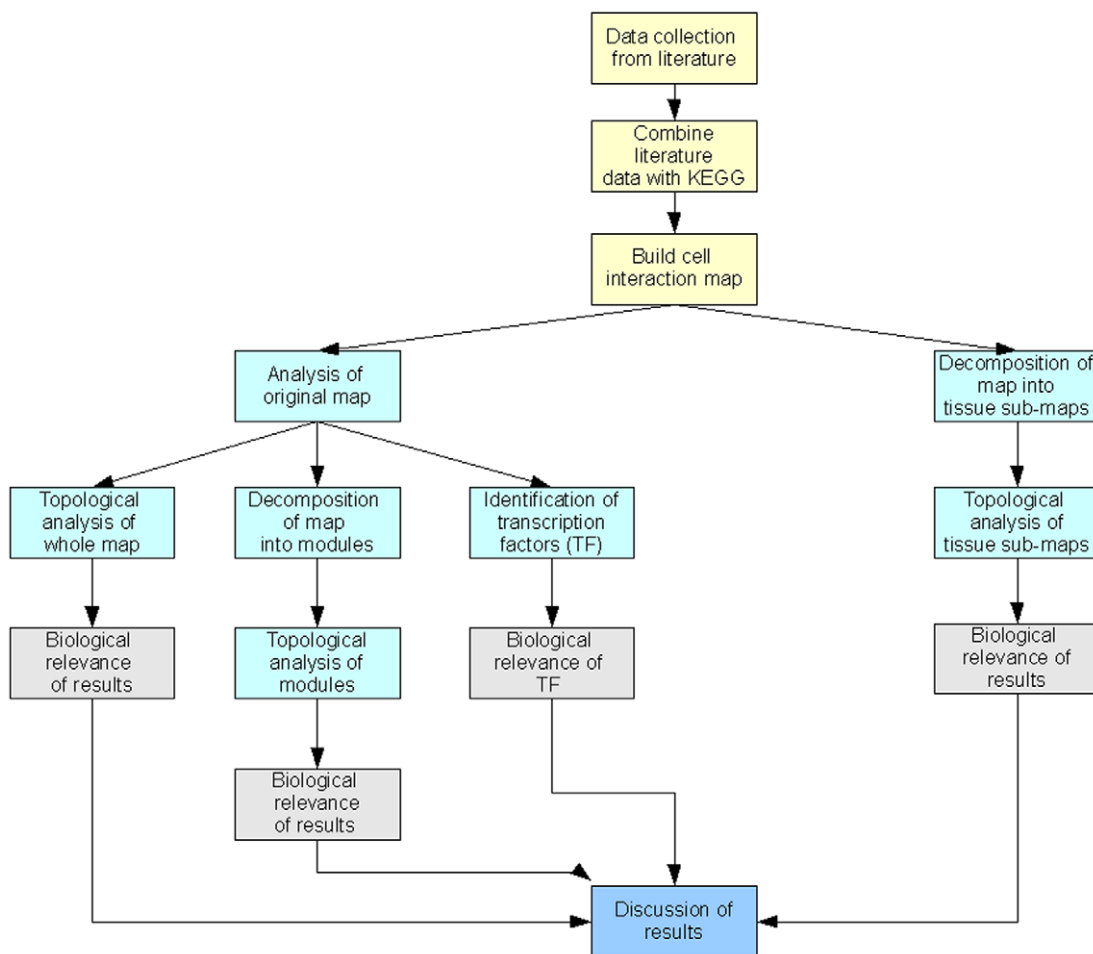 Data collection
from literature
Combine
literature
data with KEGG
Build cell
interaction map
Analysis of
original map
Decomposition of
map into
tissue sub-maps
Topological
analysis of
whole map
Decomposition
of map
into modules
Identification of
transcription
factors (TF)
Topological
analysis of
tissue sub-maps
Biological
relevance
of results
Topological
analysis of
modules
Biological
relevance of
TF
Biological
relevance of
results
Biological
relevance
of results
Discussion of
results